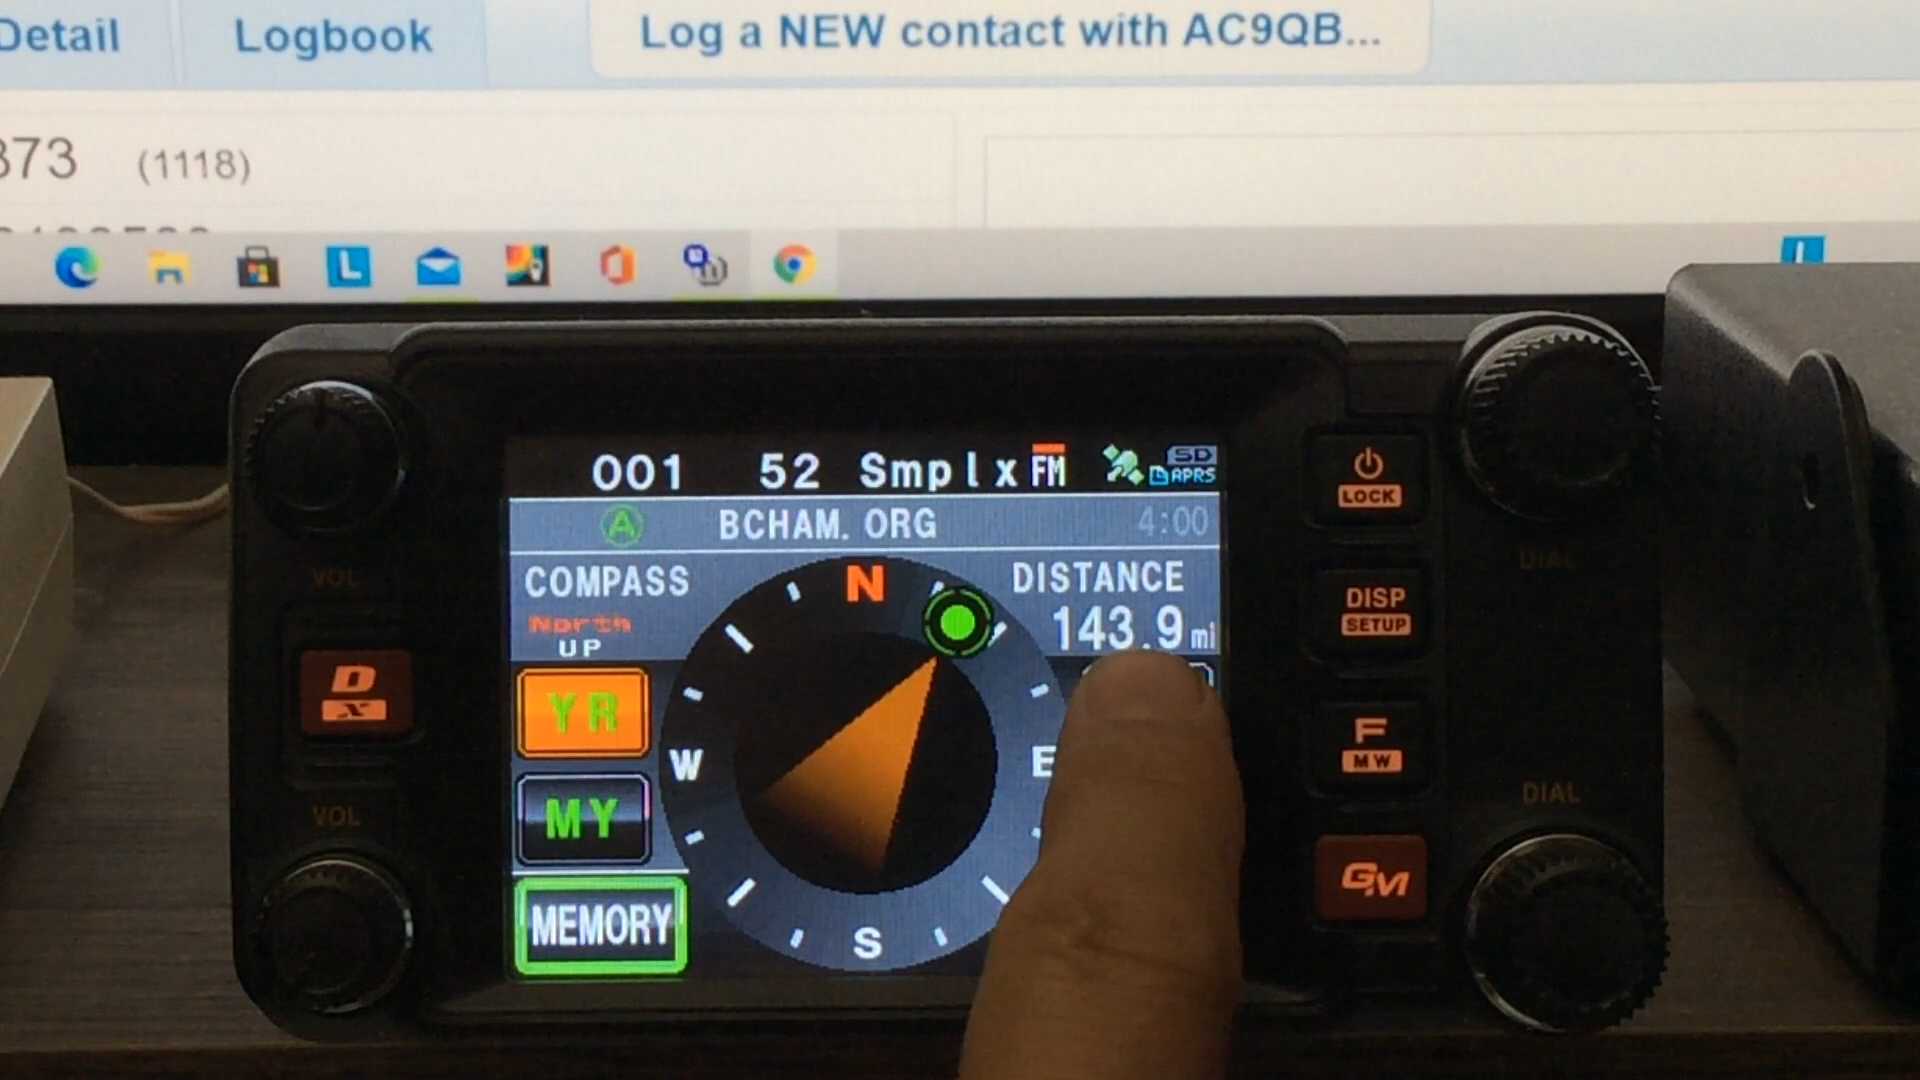 Detail
Logbook
Log a NEW contact with AC9QB...
373 (1118)
001 52 Smplx FM
SD
APRS
A BCHAM. ORG 4:00
COMPASS
North
UP
DISTANCE
143.9 mi
N
W
E
S
YR
MY
MEMORY
VOL
D
X
VOL
LOCK
DISP
SETUP
F
MW
GM
DIAL
DIAL